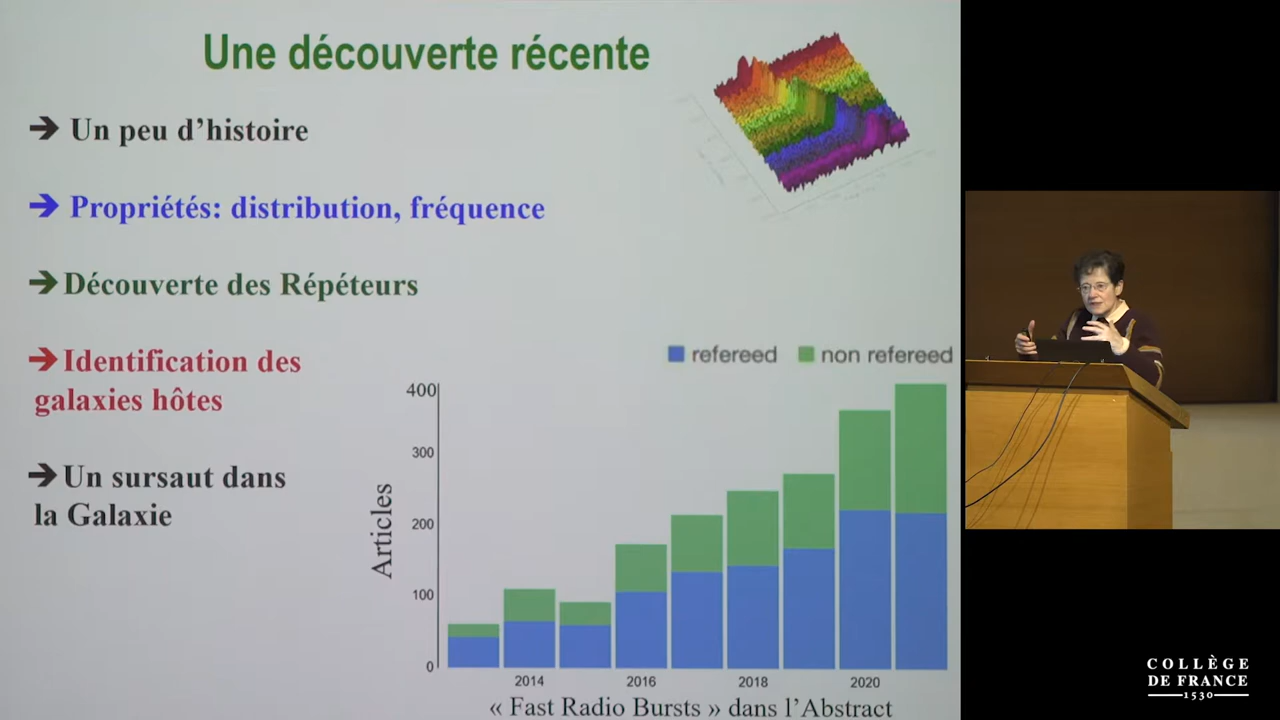 Une découverte récente
➔ Un peu d’histoire
➔ Propriétés: distribution, fréquence
➔ Découverte des Répéteurs
➔ Identification des
galaxies hôtes
➔ Un sursaut dans
la Galaxie
refereed
non refereed
Articles
400
300
200
100
0
2014
2016
2018
2020
« Fast Radio Bursts » dans l’Abstract
COLLÈGE
DE FRANCE
1530